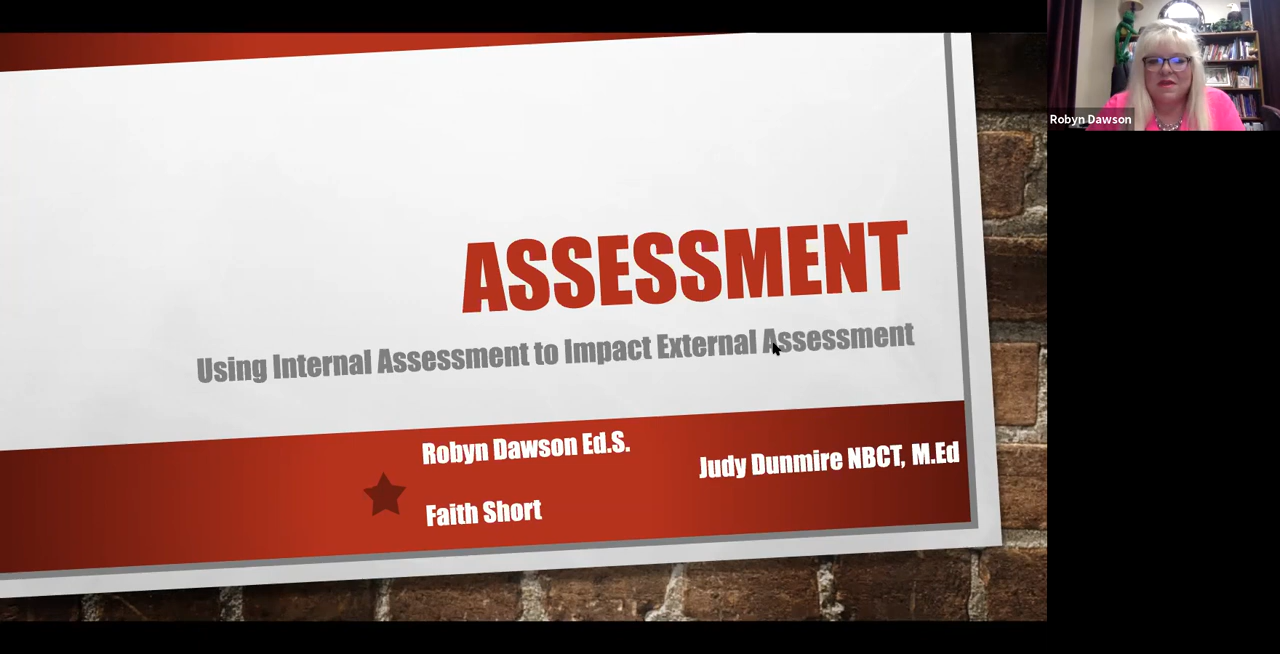 ASSESSMENT
Using Internal Assessment to Impact External Assessment
Robyn Dawson Ed.S.
Judy Dunmire NBCT, M.Ed
Faith Short
Robyn Dawson